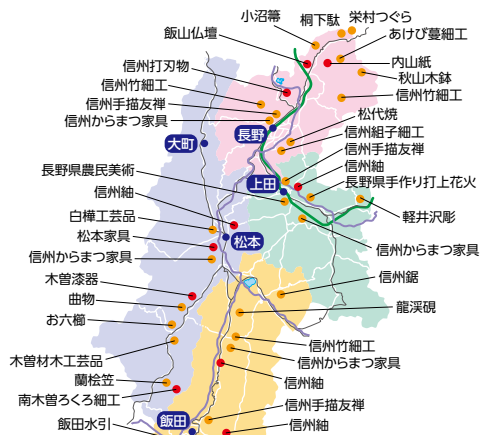 小沼箒
桐下駄
栄村つぐら
飯山仏壇
あけび蔓細工
内山紙
信州打刃物
秋山木鉢
信州竹細工
信州竹細工
信州手描友禅
松代焼
信州からまつ家具
長野
信州組子細工
大町
信州手描友禅
長野県農民美術
信州紬
上田
長野県手作り打上花火
信州紬
軽井沢彫
白樺工芸品
松本家具
松本
信州からまつ家具
信州からまつ家具
木曽漆器
信州鋸
曲物
龍渓硯
お六櫛
信州竹細工
木曽材木工芸品
信州からまつ家具
蘭桧笠
信州紬
南木曽ろくろ細工
信州手描友禅
飯田
飯田水引
信州紬